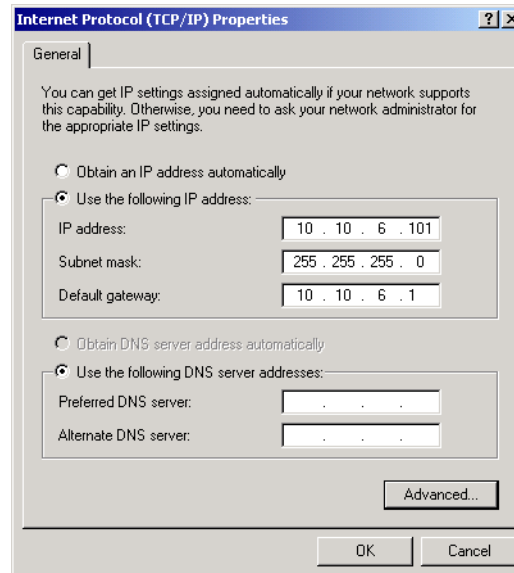 Internet Protocol (TCP/IP) Properties ? x
General
You can get IP settings assigned automatically if your network supports
this capability. Otherwise, you need to ask your network administrator for
the appropriate IP settings.
Obtain an IP address automatically
Use the following IP address:
IP address: 10 . 10 . 6 . 101
Subnet mask: 255 . 255 . 255 . 0
Default gateway: 10 . 10 . 6 . 1
Obtain DNS server address automatically
Use the following DNS server addresses:
Preferred DNS server: . . .
Alternate DNS server: . . .
Advanced...
OK Cancel